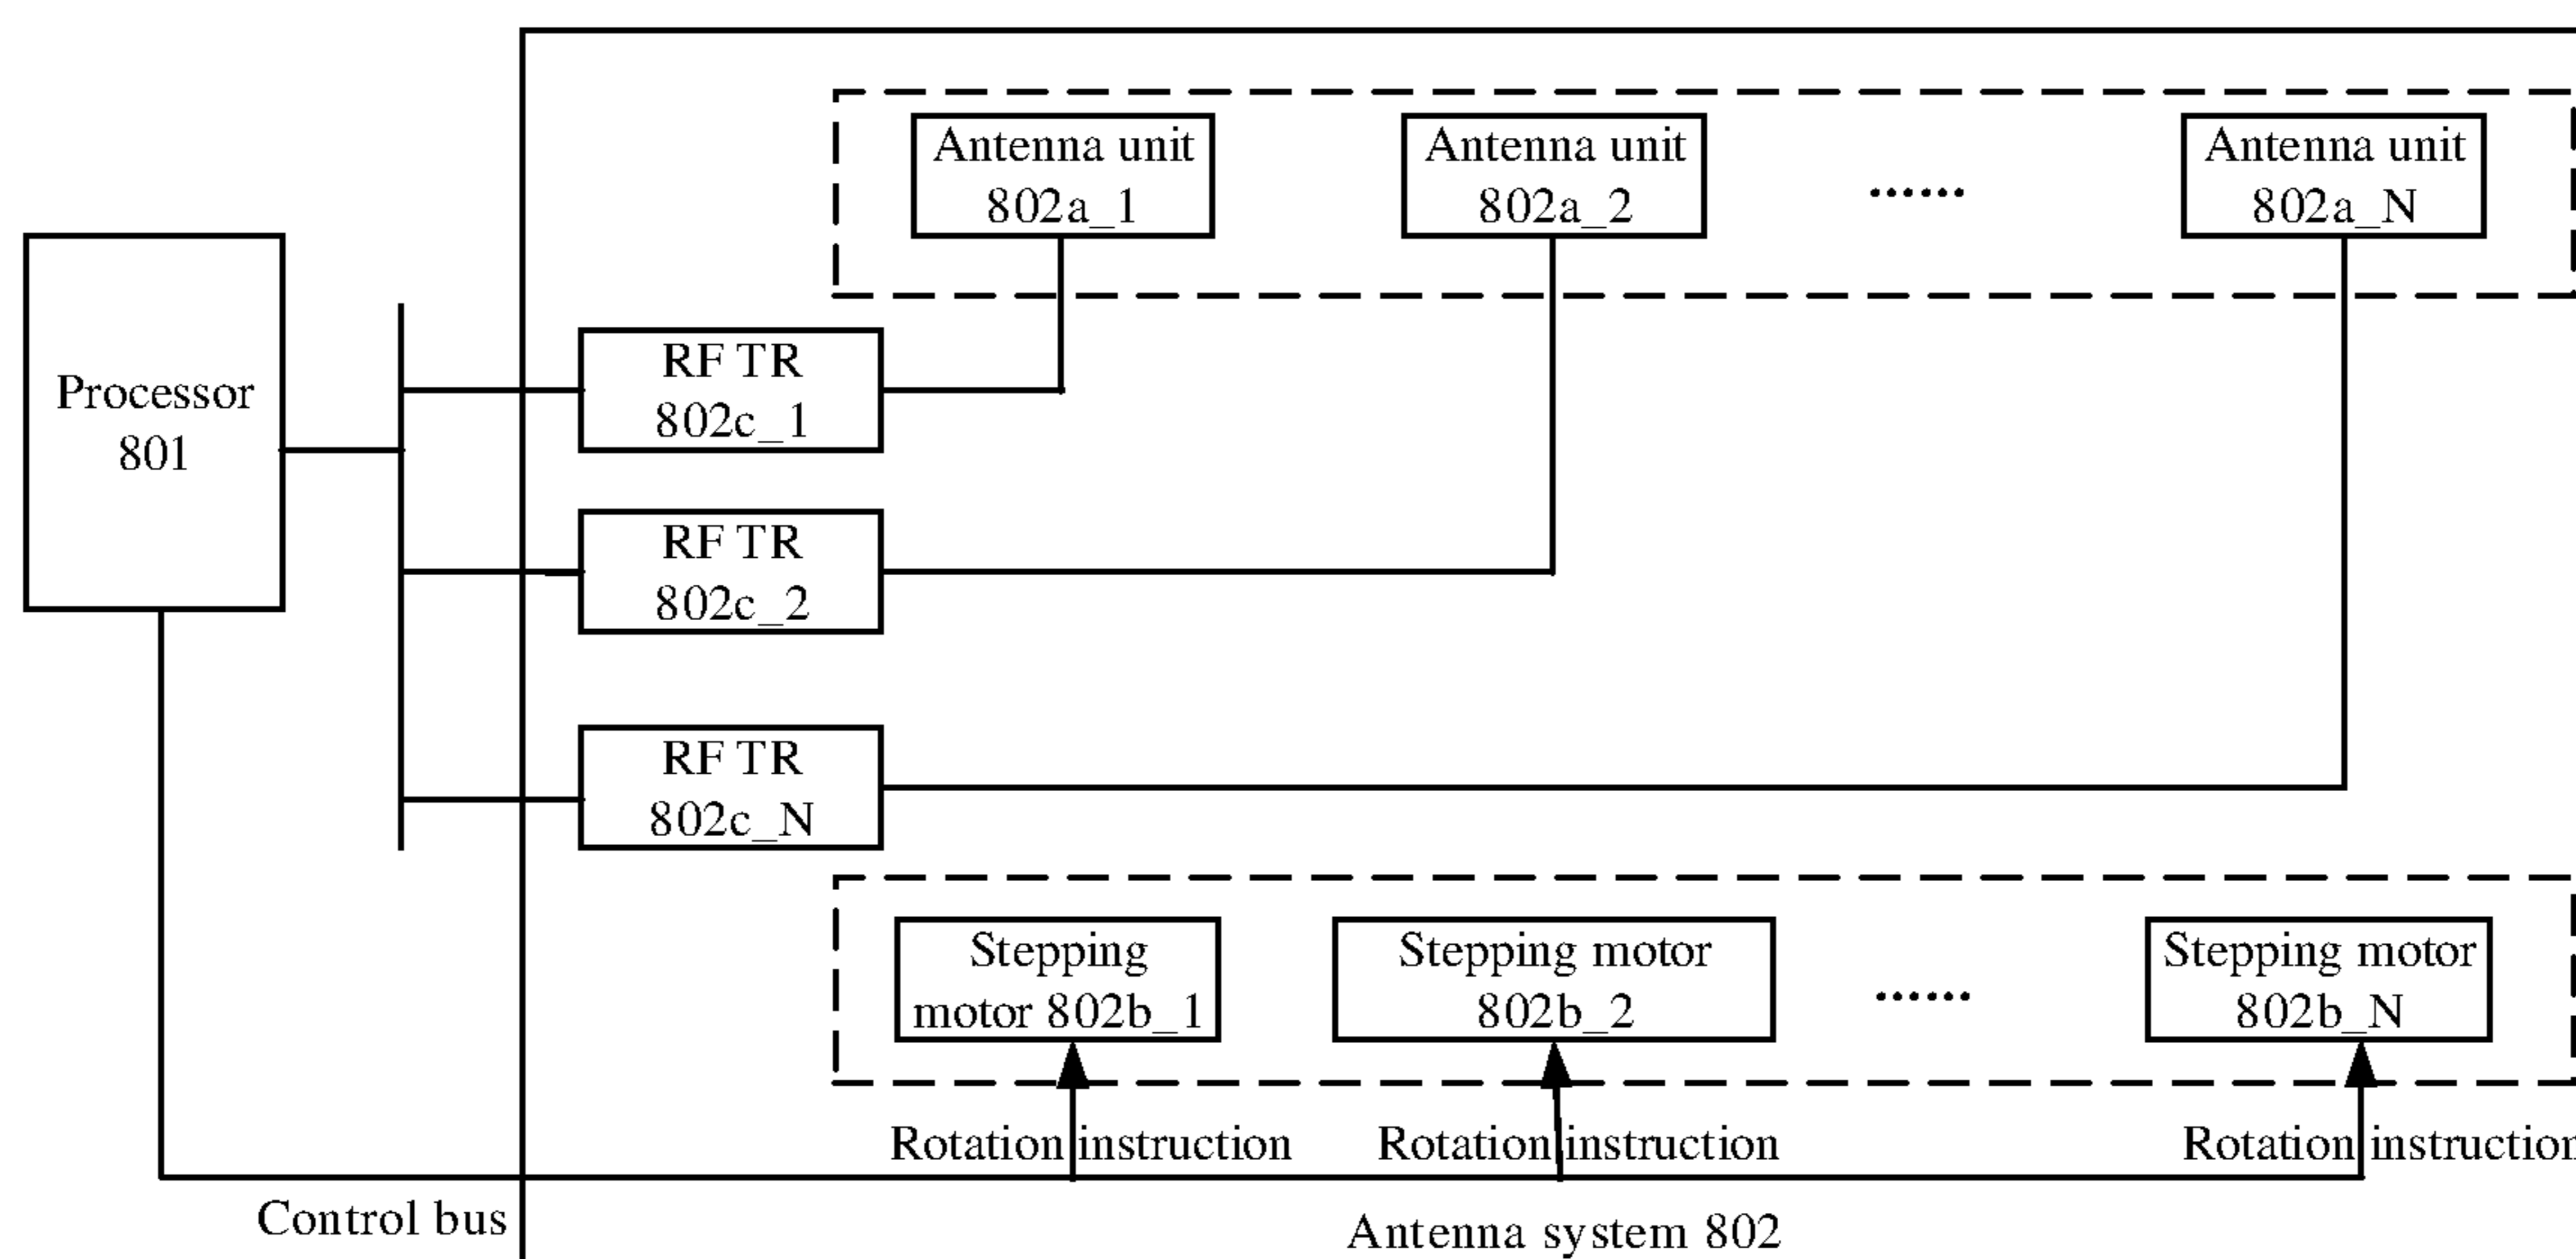 Antenna unit
802a_1
Antenna unit
802a_2
......
Antenna unit
802a_N
Processor
801
RF TR
802c_1
RF TR
802c_2
RF TR
802c_N
Stepping
motor 802b_1
Stepping motor
802b_2
......
Stepping motor
802b_N
Rotation instruction
Rotation instruction
Rotation instruction
Control bus
Antenna system 802